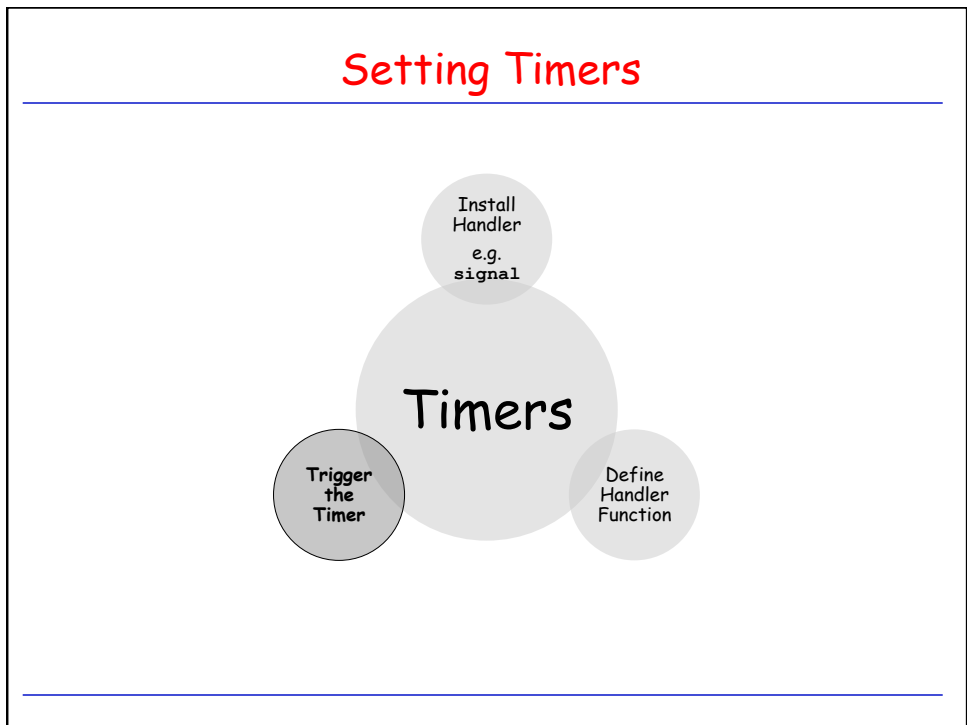 Setting Timers
Install
Handler
e.g.
signal
Timers
Trigger
the
Timer
Define
Handler
Function